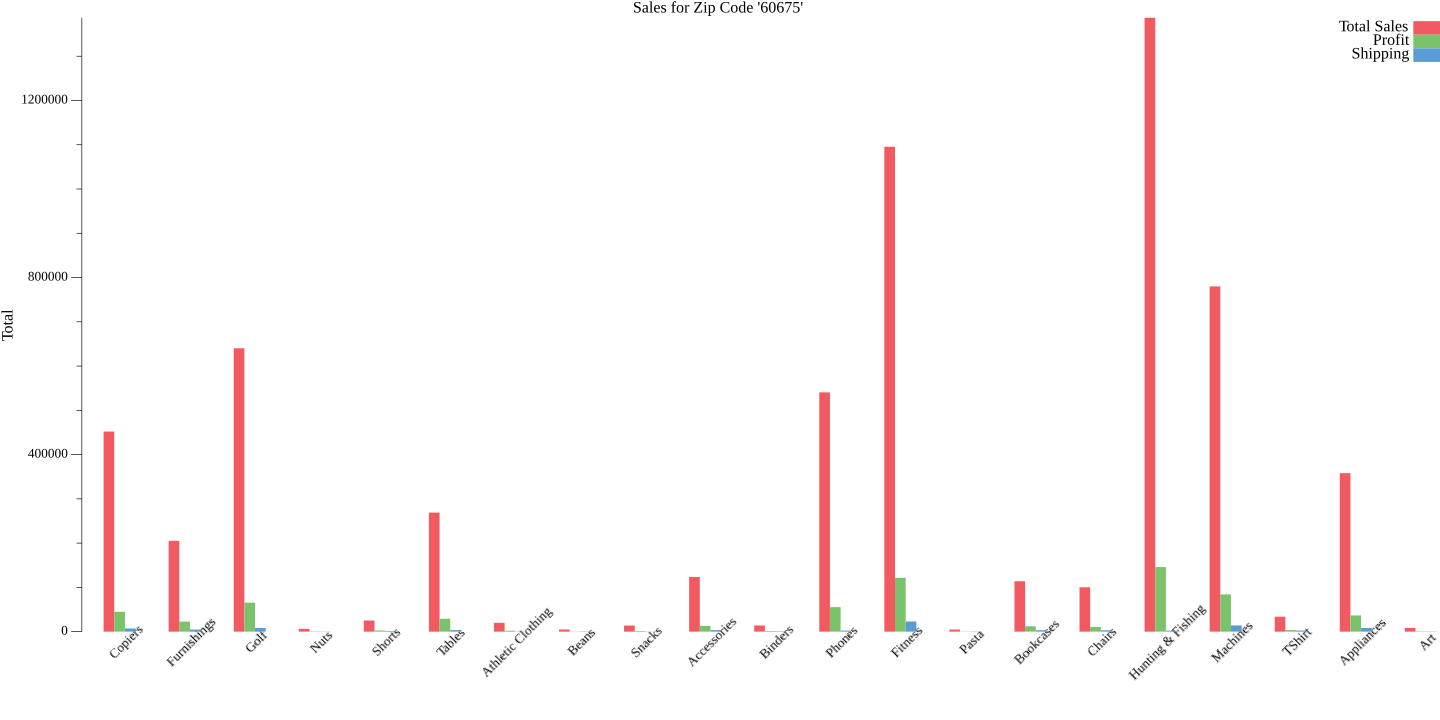 Sales for Zip Code '60675'
Total Sales
Profit
Shipping
1200000
800000
400000
0
Total
Copiers
Furnishings
Golf
Nuts
Shorts
Tables
Athletic Clothing
Beans
Snacks
Accessories
Binders
Phones
Fitness
Pasta
Bookcases
Chairs
Hunting & Fishing
Machines
TShirt
Appliances
Art